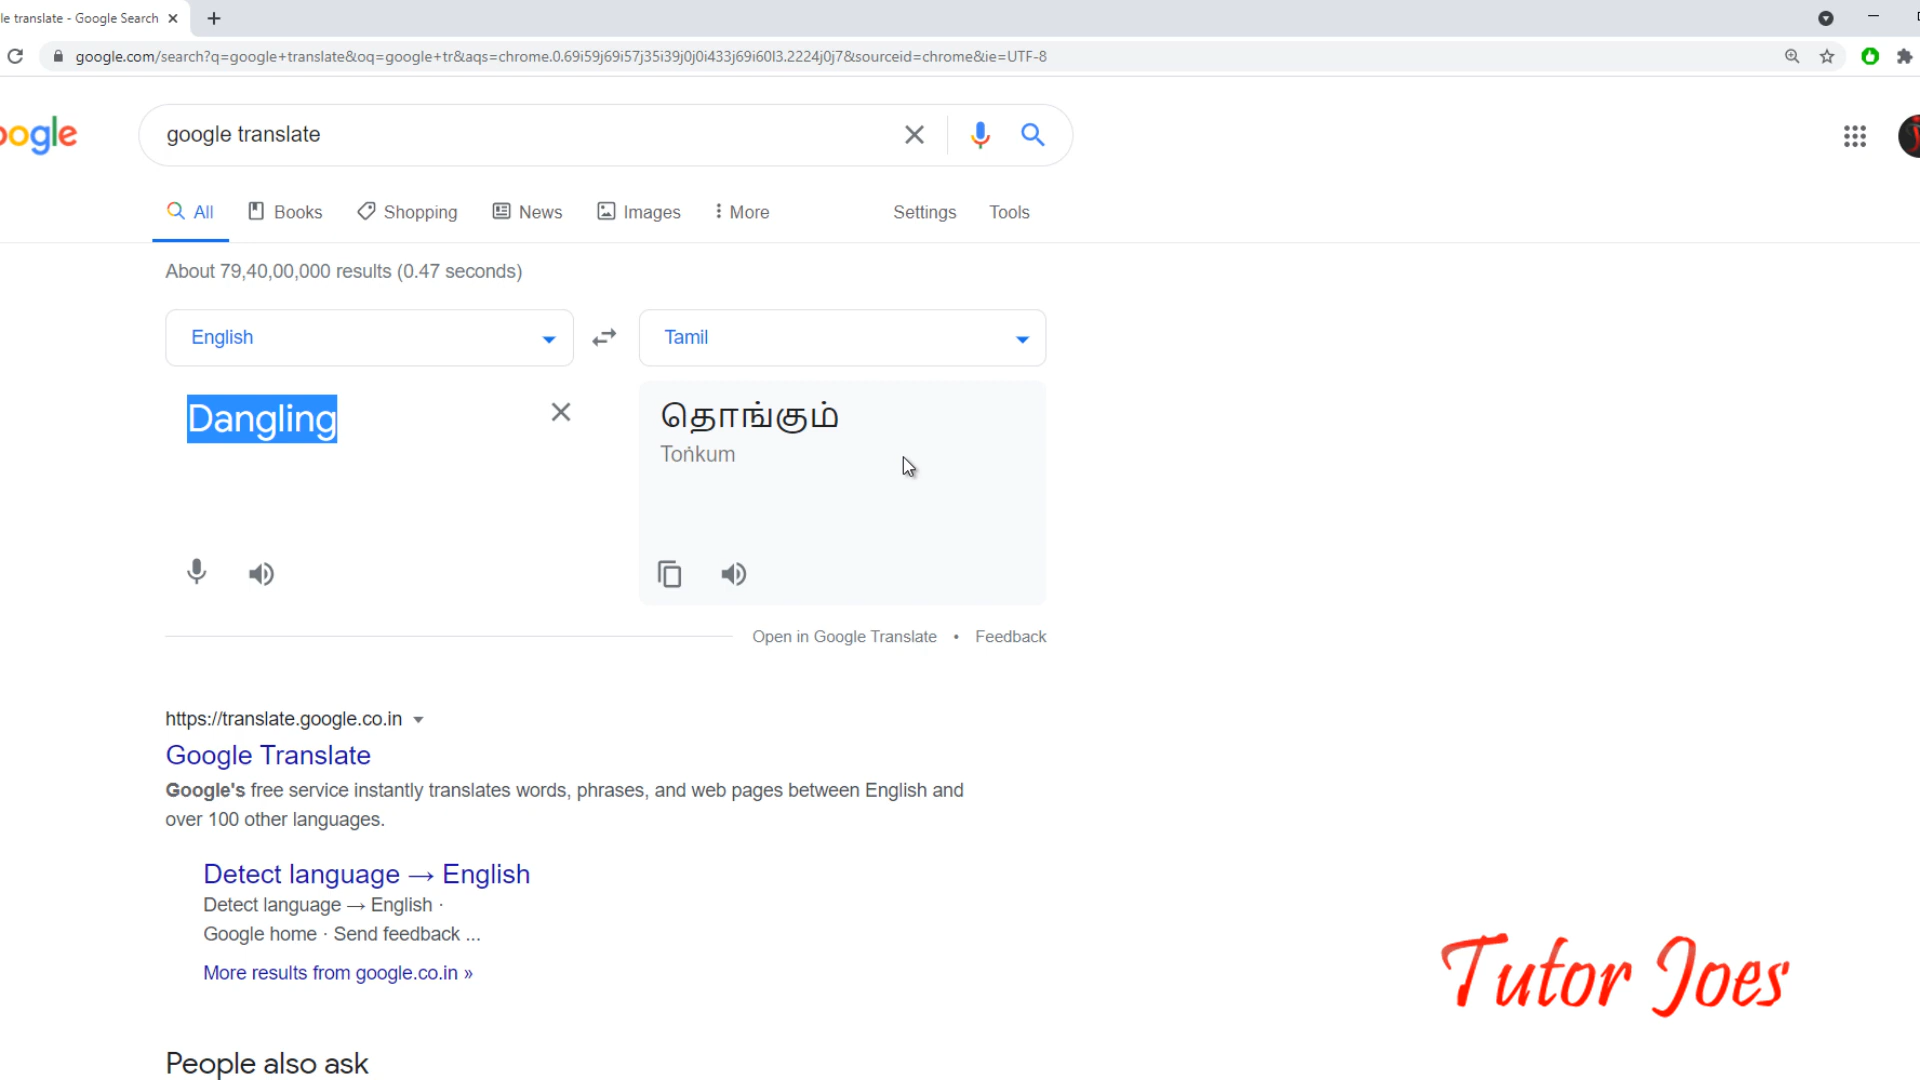 le translate - Google Search
google.com/search?q=google+translate&oq=google+tr&aqs=chrome.0.69i59j69i57j35i39j0j0i433j69i60l3.2224j0j7&sourceid=chrome&ie=UTF-8
oogle
google translate
All Books Shopping News Images More Settings Tools
About 79,40,00,000 results (0.47 seconds)
English Tamil
Dangling
தொங்கும்
Toṅkum
Open in Google Translate • Feedback
https://translate.google.co.in
Google Translate
Google's free service instantly translates words, phrases, and web pages between English and
over 100 other languages.
Detect language → English
Detect language → English ·
Google home · Send feedback ...
More results from google.co.in »
Tutor Joes
People also ask